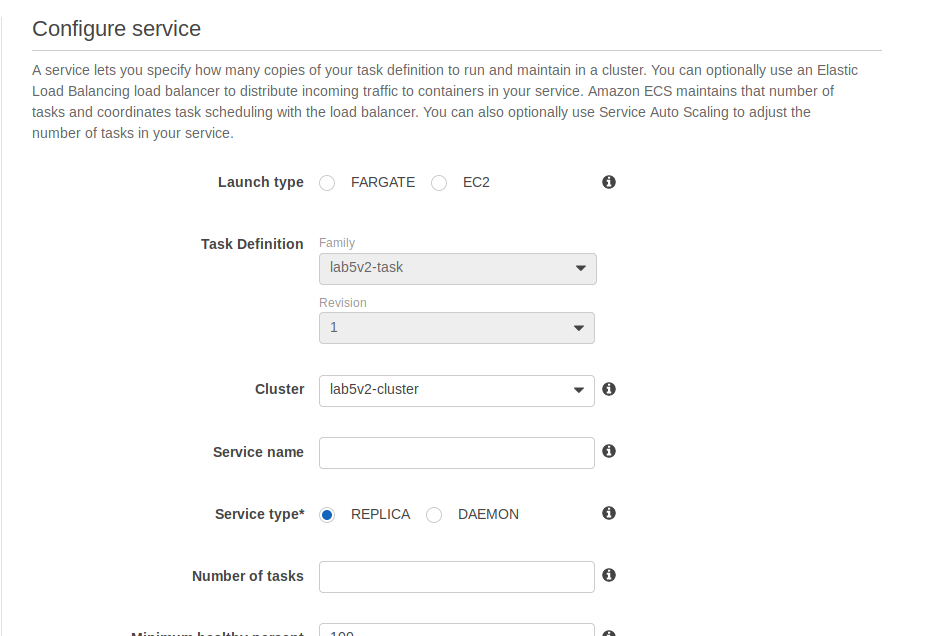 Configure service
A service lets you specify how many copies of your task definition to run and maintain in a cluster. You can optionally use an Elastic
Load Balancing load balancer to distribute incoming traffic to containers in your service. Amazon ECS maintains that number of
tasks and coordinates task scheduling with the load balancer. You can also optionally use Service Auto Scaling to adjust the
number of tasks in your service.
Launch type FARGATE EC2
Task Definition Family
lab5v2-task
Revision
1
Cluster lab5v2-cluster
Service name
Service type* REPLICA DAEMON
Number of tasks
Minimum healthy percent 100